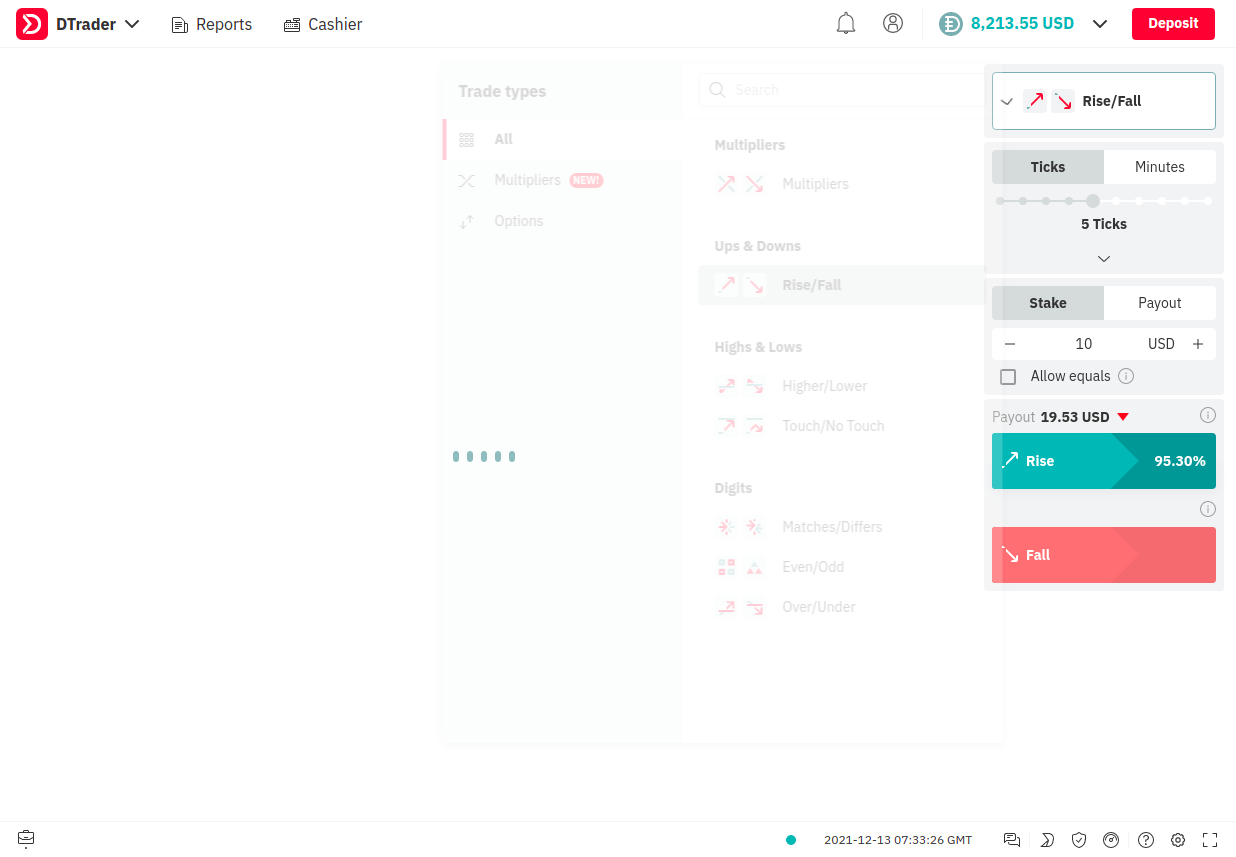 DTrader
Reports
Cashier
8,213.55 USD
Deposit
Trade types
All
Multipliers NEW!
Options
Search
Multipliers
Multipliers
Ups & Downs
Rise/Fall
Highs & Lows
Higher/Lower
Touch/No Touch
Digits
Matches/Differs
Even/Odd
Over/Under
Rise/Fall
Ticks Minutes
5 Ticks
Stake Payout
10 USD
Allow equals
Payout 19.53 USD
Rise 95.30%
Fall
2021-12-13 07:33:26 GMT